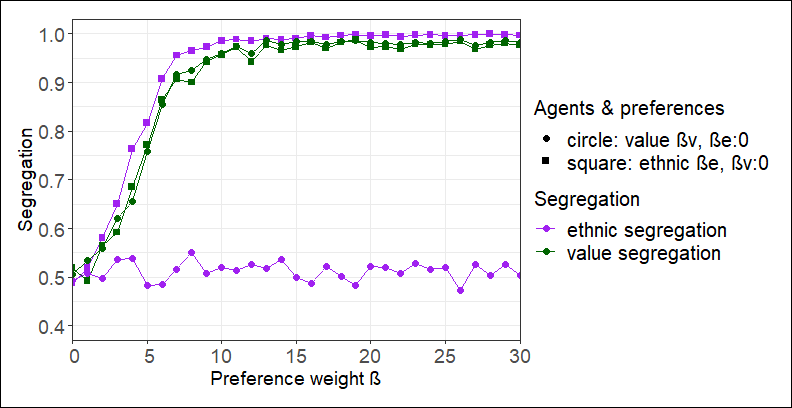 1.0
0.9
0.8
0.7
0.6
0.5
0.4
Segregation
0 5 10 15 20 25 30
Preference weight ß
Agents & preferences
circle: value ßv, ße:0
square: ethnic ße, ßv:0
Segregation
ethnic segregation
value segregation